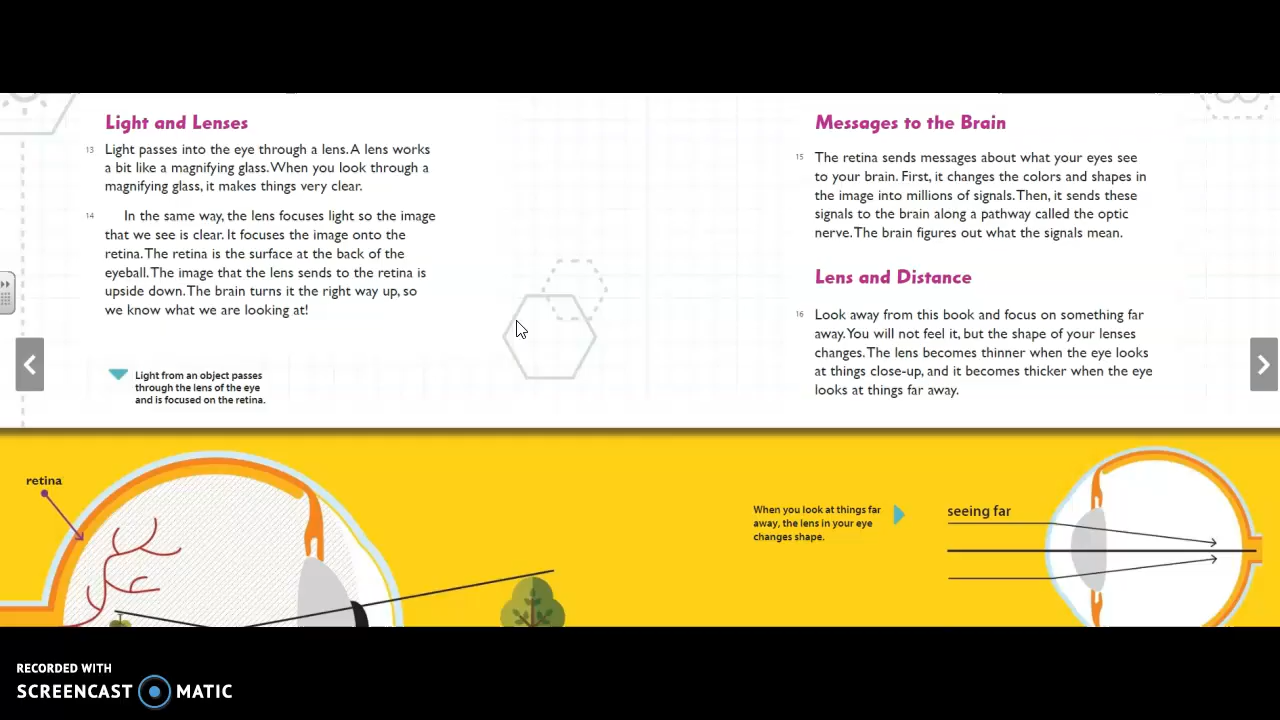 Light and Lenses
13 Light passes into the eye through a lens. A lens works
a bit like a magnifying glass. When you look through a
magnifying glass, it makes things very clear.
14 In the same way, the lens focuses light so the image
that we see is clear. It focuses the image onto the
retina. The retina is the surface at the back of the
eyeball. The image that the lens sends to the retina is
upside down. The brain turns it the right way up, so
we know what we are looking at!
Light from an object passes
through the lens of the eye
and is focused on the retina.
retina
Messages to the Brain
15 The retina sends messages about what your eyes see
to your brain. First, it changes the colors and shapes in
the image into millions of signals. Then, it sends these
signals to the brain along a pathway called the optic
nerve. The brain figures out what the signals mean.
Lens and Distance
16 Look away from this book and focus on something far
away. You will not feel it, but the shape of your lenses
changes. The lens becomes thinner when the eye looks
at things close-up, and it becomes thicker when the eye
looks at things far away.
When you look at things far
away, the lens in your eye
changes shape.
seeing far
RECORDED WITH
SCREENCAST MATIC